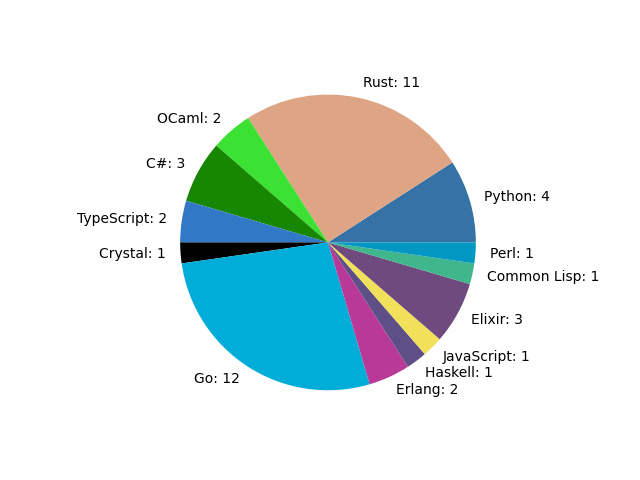 Rust: 11
OCaml: 2
C#: 3
Python: 4
TypeScript: 2
Crystal: 1
Perl: 1
Common Lisp: 1
Elixir: 3
JavaScript: 1
Haskell: 1
Go: 12
Erlang: 2